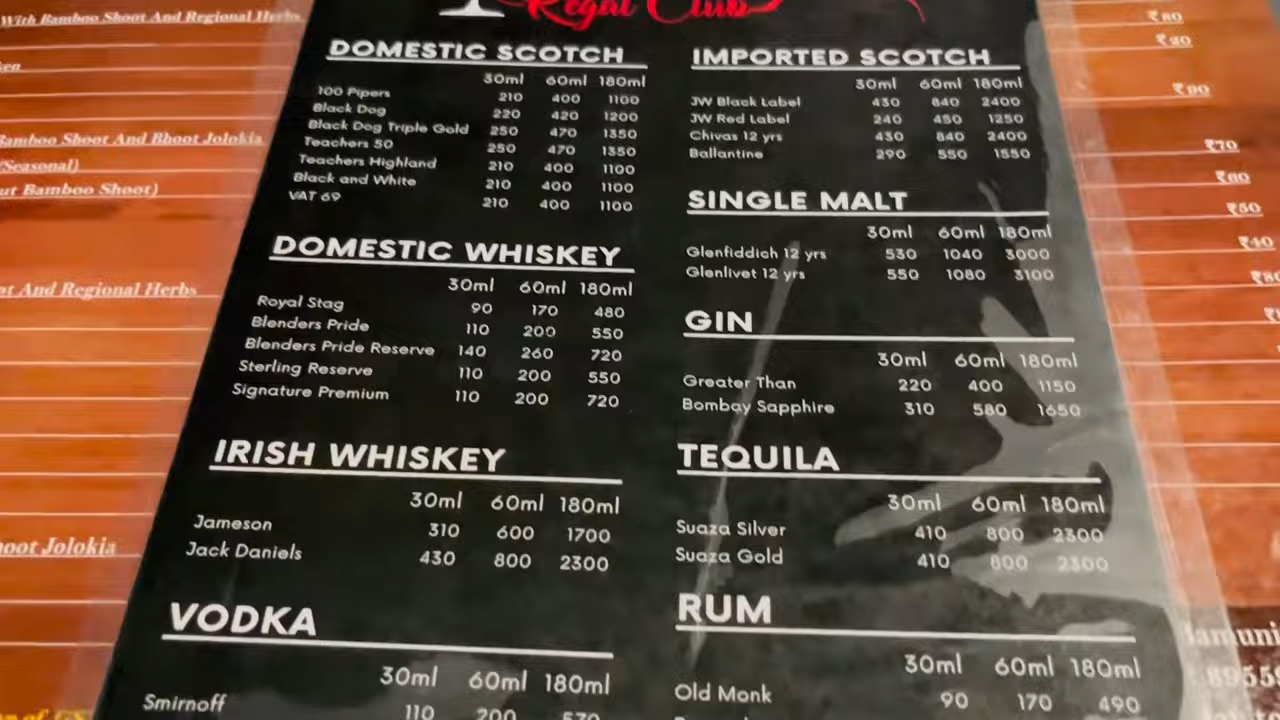 With Bamboo Shoot And Regional Herbs
Bamboo Shoot And Bhoot Jolokia
(Seasonal)
ut Bamboo Shoot)
And Regional Herbs
hoot Jolokia
Regal Club
DOMESTIC SCOTCH
30ml 60ml 180ml
100 Pipers 210 400 1100
Black Dog 220 420 1200
Black Dog Triple Gold 250 470 1350
Teachers 50 250 470 1350
Teachers Highland 210 400 1100
Black and White 210 400 1100
VAT 69 210 400 1100
DOMESTIC WHISKEY
30ml 60ml 180ml
Royal Stag 90 170 480
Blenders Pride 110 200 550
Blenders Pride Reserve 140 260 720
Sterling Reserve 110 200 550
Signature Premium 110 200 720
IRISH WHISKEY
30ml 60ml 180ml
Jameson 310 600 1700
Jack Daniels 430 800 2300
VODKA
30ml 60ml 180ml
Smirnoff 110 200 570
IMPORTED SCOTCH
30ml 60ml 180ml
JW Black Label 430 840 2400
JW Red Label 240 450 1250
Chivas 12 yrs 430 840 2400
Ballantine 290 550 1550
SINGLE MALT
30ml 60ml 180ml
Glenfiddich 12 yrs 530 1040 3000
Glenlivet 12 yrs 550 1080 3100
GIN
30ml 60ml 180ml
Greater Than 220 400 1150
Bombay Sapphire 310 580 1650
TEQUILA
30ml 60ml 180ml
Suaza Silver 410 800 2300
Suaza Gold 410 800 2300
RUM
30ml 60ml 180ml
Old Monk 90 170 490
₹20
₹70
₹50
₹40